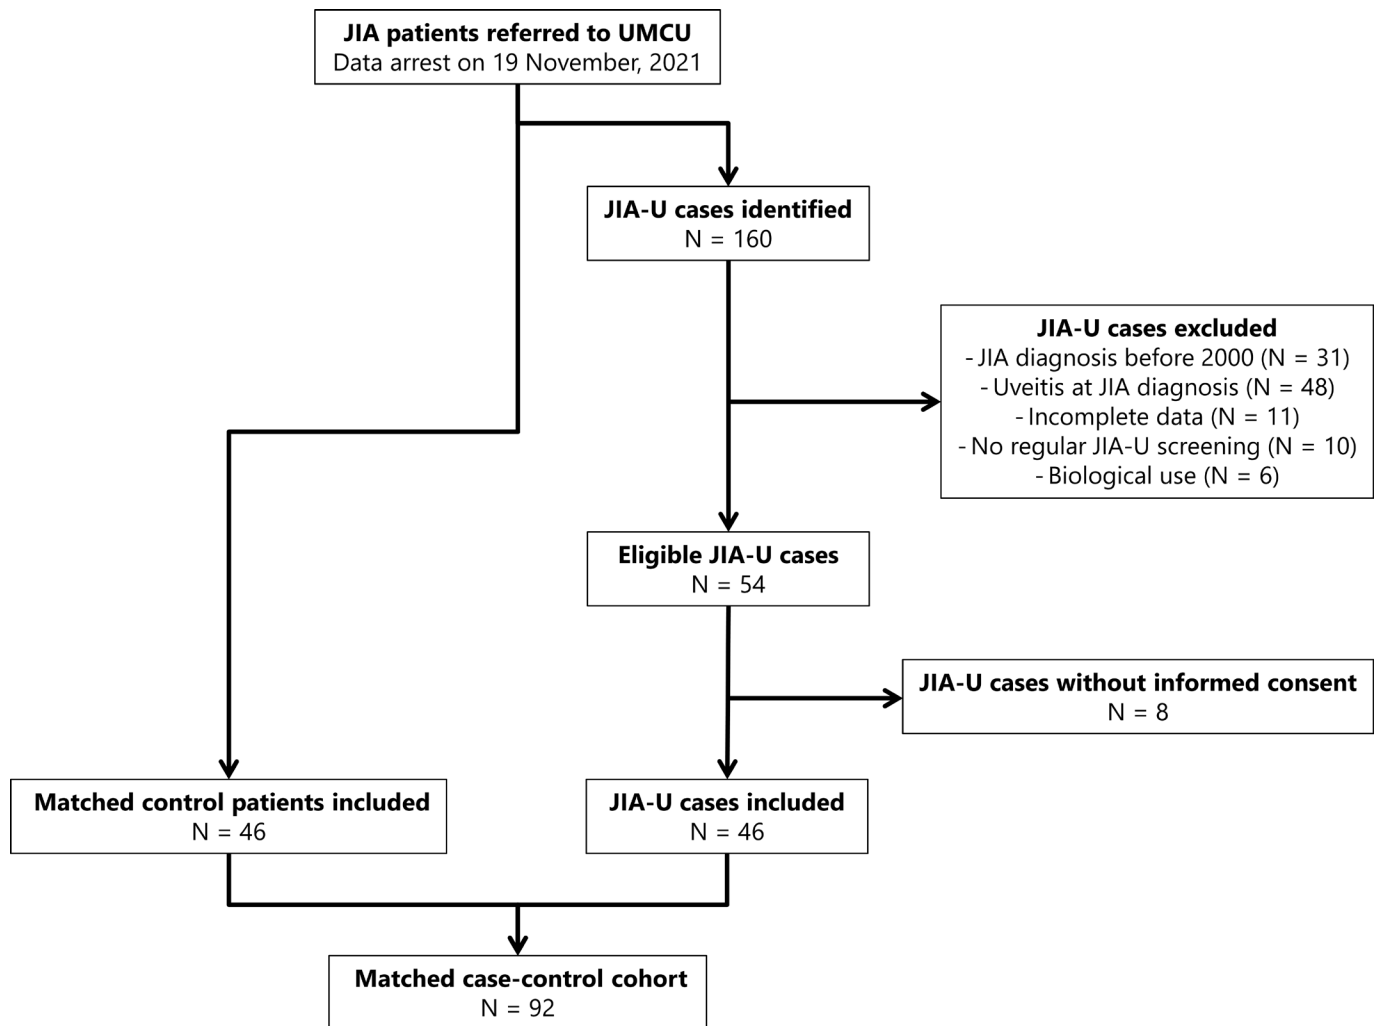 JIA patients referred to UMCU
Data arrest on 19 November, 2021
JIA-U cases identified
N = 160
JIA-U cases excluded
- JIA diagnosis before 2000 (N = 31)
- Uveitis at JIA diagnosis (N = 48)
- Incomplete data (N = 11)
- No regular JIA-U screening (N = 10)
- Biological use (N = 6)
Eligible JIA-U cases
N = 54
JIA-U cases without informed consent
N = 8
Matched control patients included
N = 46
JIA-U cases included
N = 46
Matched case-control cohort
N = 92